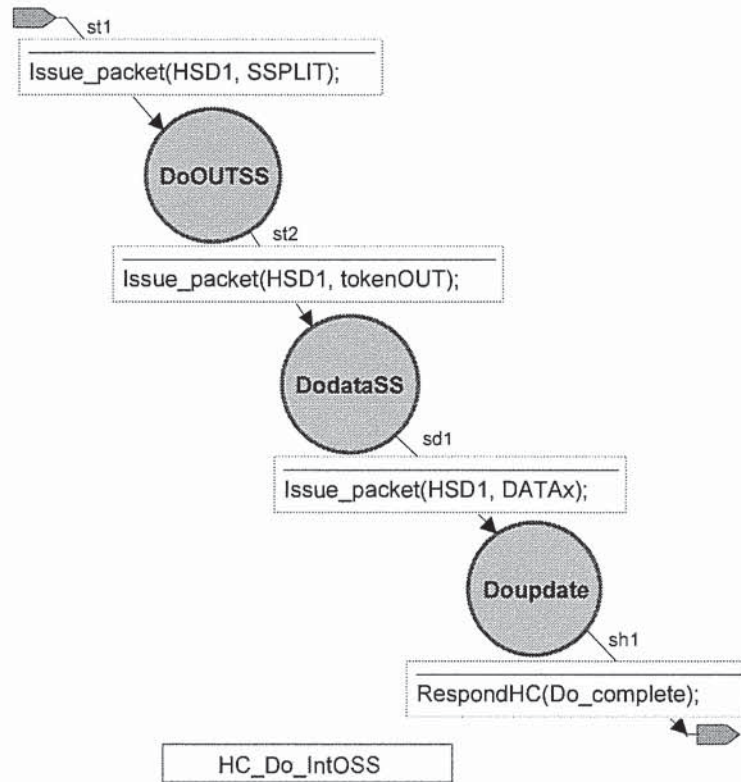 st1
Issue_packet(HSD1, SSPLIT);
DoOUTSS
st2
Issue_packet(HSD1, tokenOUT);
DodataSS
sd1
Issue_packet(HSD1, DATAx);
Doupdate
sh1
RespondHC(Do_complete);
HC_Do_IntOSS